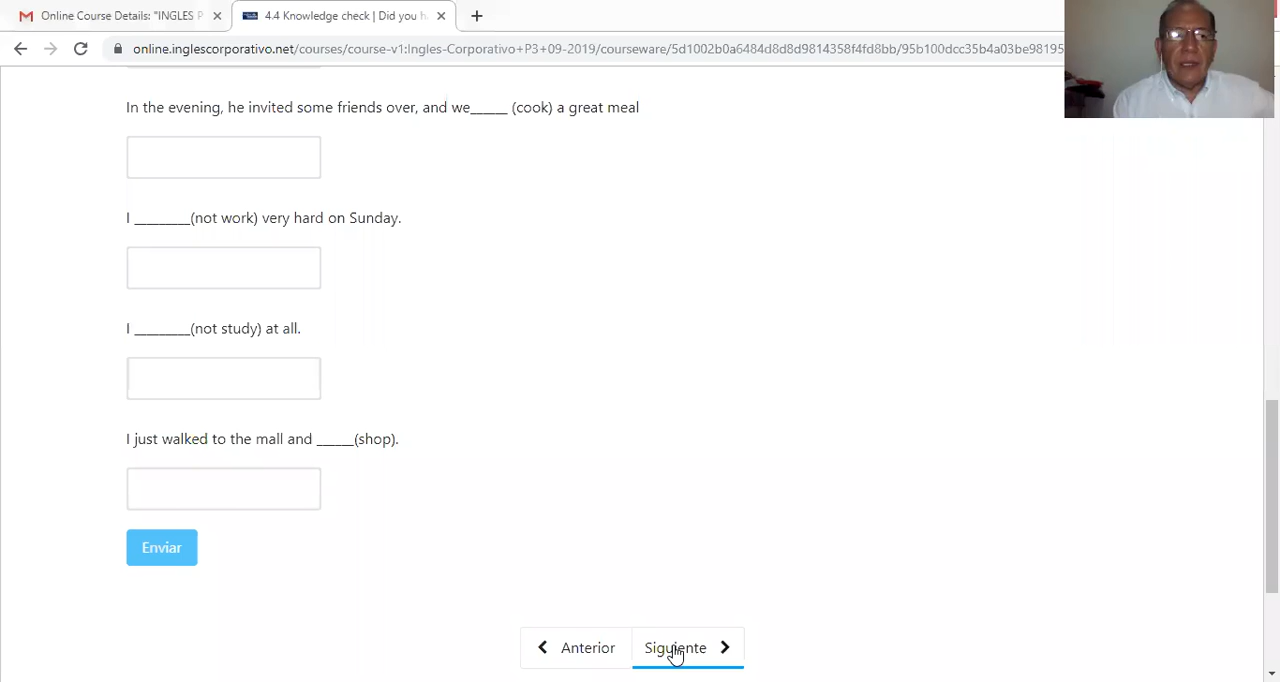 Online Course Details: "INGLES P
4.4 Knowledge check | Did you h
online.inglescorporativo.net/courses/course-v1:Ingles-Corporativo+P3+09-2019/courseware/5d1002b0a6484d8d8d9814358f4fd8bb/95b100dcc35b4a03be98195
In the evening, he invited some friends over, and we_____ (cook) a great meal
I ________(not work) very hard on Sunday.
I ________(not study) at all.
I just walked to the mall and _____(shop).
Enviar
Anterior
Siguiente